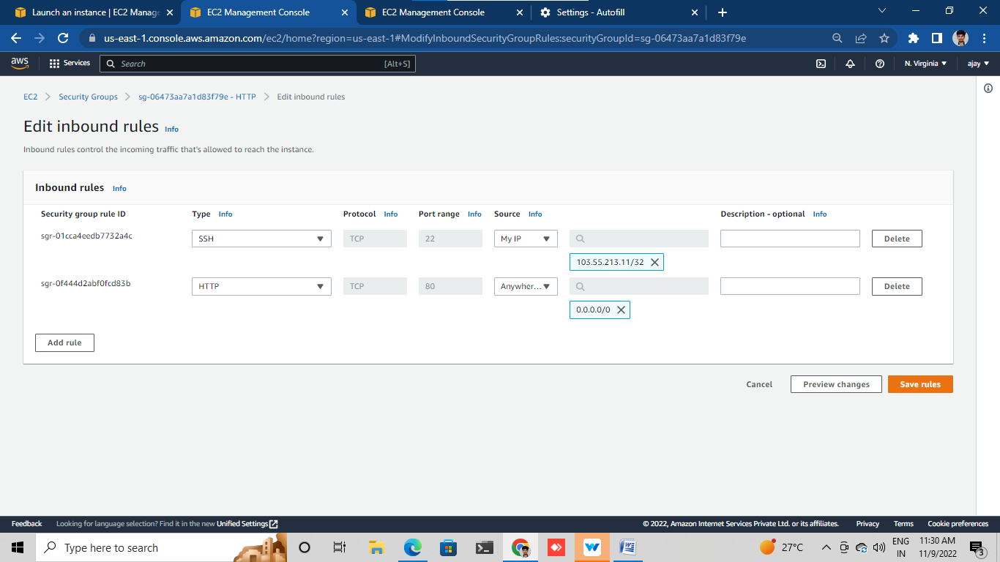 Launch an instance | EC2 Manage
EC2 Management Console
EC2 Management Console
Settings - Autofill
us-east-1.console.aws.amazon.com/ec2/home?region=us-east-1#ModifyInboundSecurityGroupRules:securityGroupId=sg-06473aa7a1d83f79e
aws Services Search [Alt+S] N. Virginia ajay
EC2 Security Groups sg-06473aa7a1d83f79e - HTTP Edit inbound rules
Edit inbound rules Info
Inbound rules control the incoming traffic that's allowed to reach the instance.
Inbound rules Info
Security group rule ID Type Info Protocol Info Port range Info Source Info Description - optional Info
sgr-01cca4eedb7732a4c SSH TCP 22 My IP Delete
103.55.213.11/32
sgr-0f444d2abf0fcd83b HTTP TCP 80 Anywher... Delete
0.0.0.0/0
Add rule
Cancel Preview changes Save rules
Feedback Looking for language selection? Find it in the new Unified Settings © 2022, Amazon Internet Services Private Ltd. or its affiliates. Privacy Terms Cookie preferences
Type here to search 27°C ENG 11:30 AM
IN 11/9/2022 3